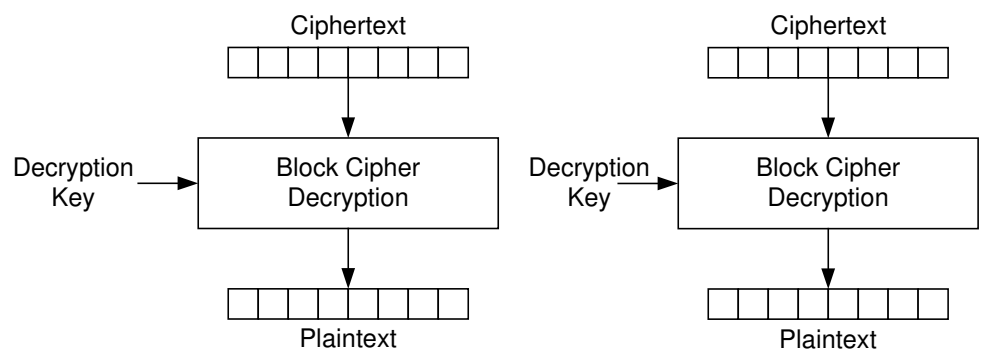 Ciphertext
Decryption
Key
Block Cipher
Decryption
Plaintext
Ciphertext
Decryption
Key
Block Cipher
Decryption
Plaintext